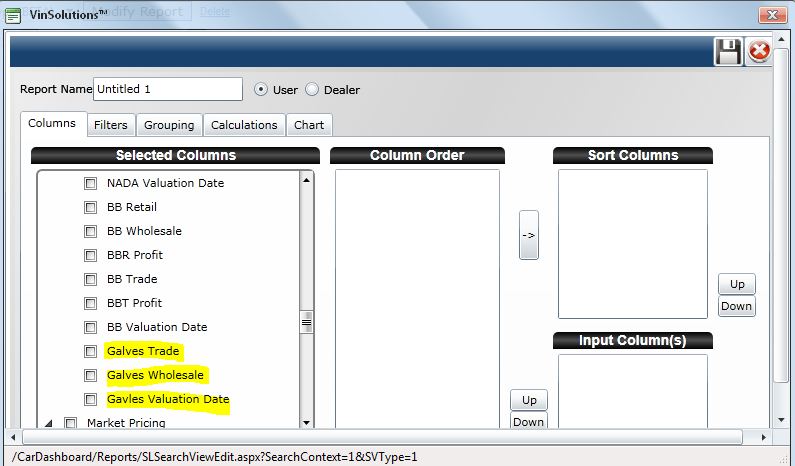 VinSolutions™
Modify Report Delete
Report Name Untitled 1 User Dealer
Columns Filters Grouping Calculations Chart
Selected Columns Column Order Sort Columns
NADA Valuation Date
BB Retail
BB Wholesale
->
BBR Profit
BB Trade
Up
BBT Profit
Down
BB Valuation Date
Input Column(s)
Galves Trade
Galves Wholesale
Gavles Valuation Date
Up
Market Pricing
Down
/CarDashboard/Reports/SLSearchViewEdit.aspx?SearchContext=1&SVType=1